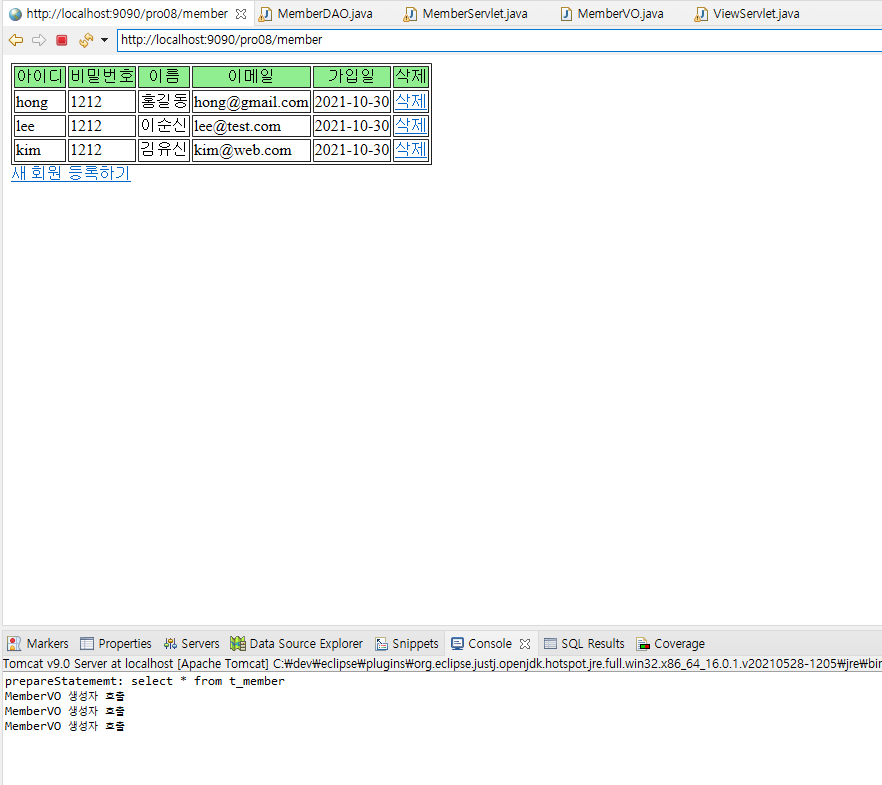 http://localhost:9090/pro08/member MemberDAO.java MemberServlet.java MemberVO.java ViewServlet.java
http://localhost:9090/pro08/member
아이디 비밀번호 이름 이메일 가입일 삭제
hong 1212 홍길동 hong@gmail.com 2021-10-30 삭제
lee 1212 이순신 lee@test.com 2021-10-30 삭제
kim 1212 김유신 kim@web.com 2021-10-30 삭제
새 회원 등록하기
Markers Properties Servers Data Source Explorer Snippets Console SQL Results Coverage
Tomcat v9.0 Server at localhost [Apache Tomcat] C:₩dev₩eclipse₩plugins₩org.eclipse.justj.openjdk.hotspot.jre.full.win32.x86_64_16.0.1.v20210528-1205₩jre₩bin
prepareStatememt: select * from t_member
MemberVO 생성자 호출
MemberVO 생성자 호출
MemberVO 생성자 호출